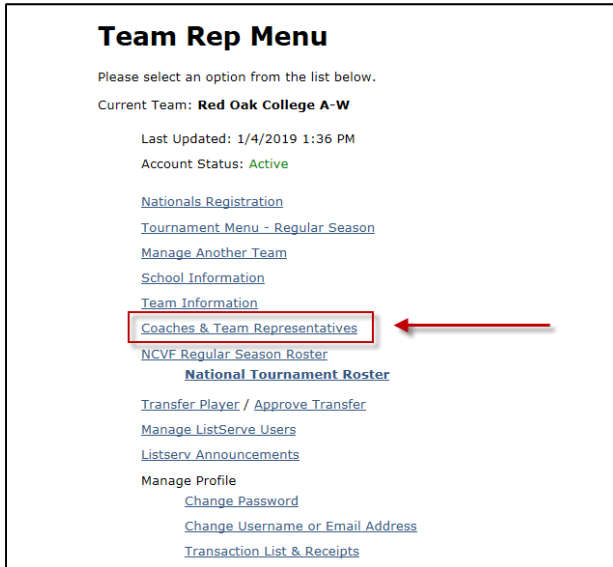 Team Rep Menu
Please select an option from the list below.
Current Team: Red Oak College A-W
Last Updated: 1/4/2019 1:36 PM
Account Status: Active
Nationals Registration
Tournament Menu - Regular Season
Manage Another Team
School Information
Team Information
Coaches & Team Representatives
NCVF Regular Season Roster
National Tournament Roster
Transfer Player / Approve Transfer
Manage ListServe Users
Listserv Announcements
Manage Profile
Change Password
Change Username or Email Address
Transaction List & Receipts